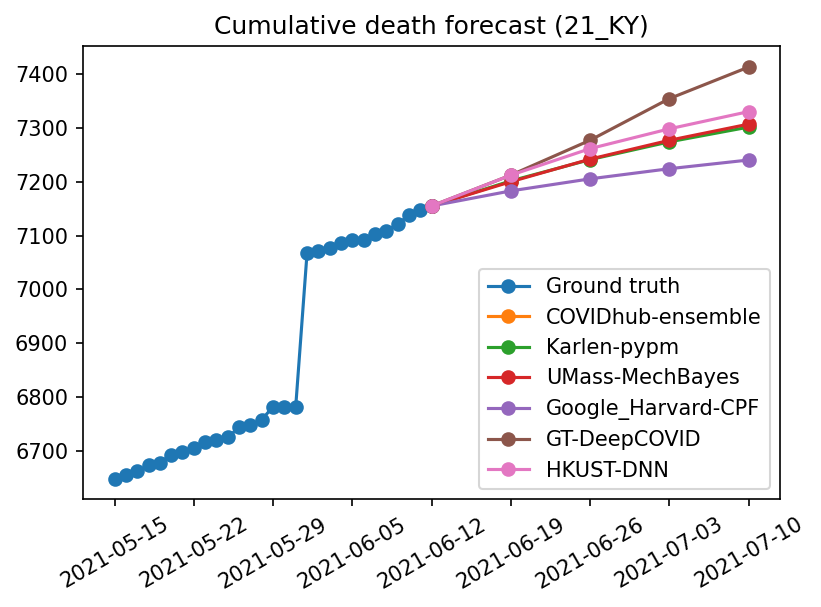 Cumulative death forecast (21_KY)
7400
7300
7200
7100
7000
6900
6800
6700
Ground truth
COVIDhub-ensemble
Karlen-pypm
UMass-MechBayes
Google_Harvard-CPF
GT-DeepCOVID
HKUST-DNN
2021-05-15
2021-05-22
2021-05-29
2021-06-05
2021-06-12
2021-06-19
2021-06-26
2021-07-03
2021-07-10